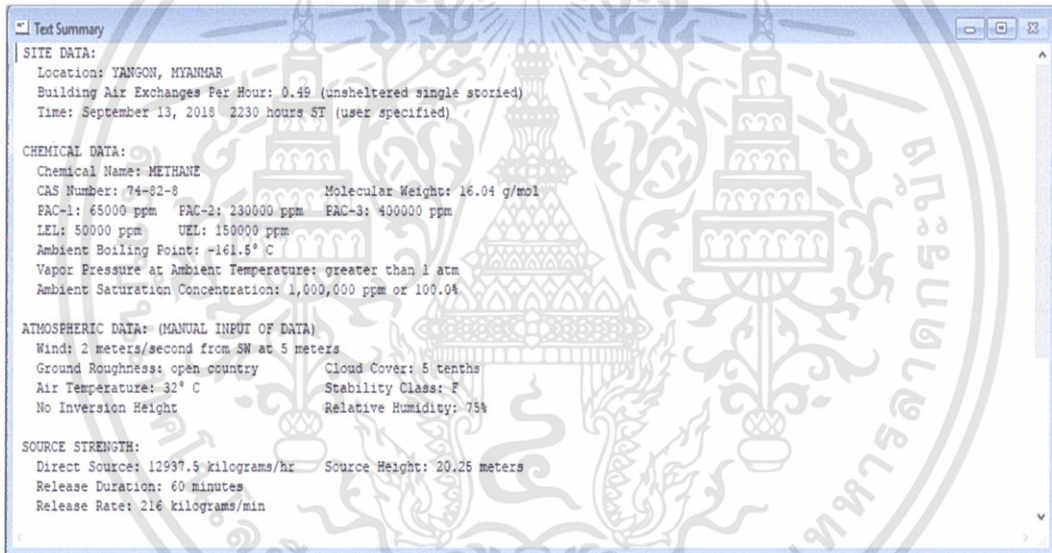 Text Summary
SITE DATA:
Location: YANGON, MYANMAR
Building Air Exchanges Per Hour: 0.49 (unsheltered single storied)
Time: September 13, 2018 2230 hours ST (user specified)
CHEMICAL DATA:
Chemical Name: METHANE
CAS Number: 74-82-8 Molecular Weight: 16.04 g/mol
PAC-1: 65000 ppm PAC-2: 230000 ppm PAC-3: 400000 ppm
LEL: 50000 ppm UEL: 150000 ppm
Ambient Boiling Point: -161.5° C
Vapor Pressure at Ambient Temperature: greater than 1 atm
Ambient Saturation Concentration: 1,000,000 ppm or 100.0%
ATMOSPHERIC DATA: (MANUAL INPUT OF DATA)
Wind: 2 meters/second from SW at 5 meters
Ground Roughness: open country Cloud Cover: 5 tenths
Air Temperature: 32° C Stability Class: F
No Inversion Height Relative Humidity: 75%
SOURCE STRENGTH:
Direct Source: 12937.5 kilograms/hr Source Height: 20.25 meters
Release Duration: 60 minutes
Release Rate: 216 kilograms/min